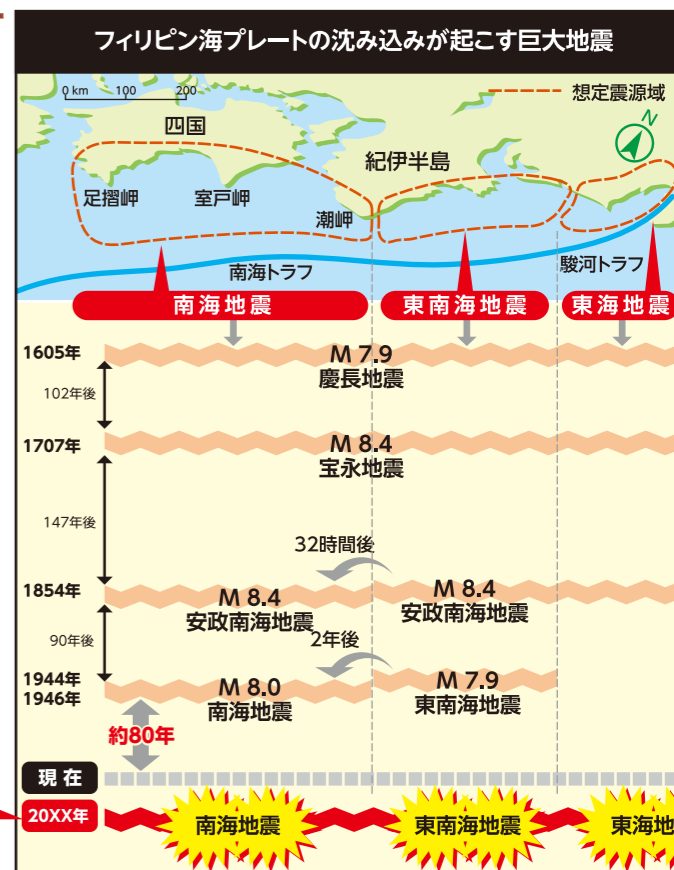 フィリピン海プレートの沈み込みが起こす巨大地震
0 km 100 200
想定震源域
N
四国
紀伊半島
足摺岬
室戸岬
潮岬
南海トラフ
駿河トラフ
南海地震
東南海地震
東海地震
1605年
M 7.9
慶長地震
102年後
1707年
M 8.4
宝永地震
147年後
32時間後
1854年
M 8.4
安政南海地震
M 8.4
安政南海地震
90年後
2年後
1944年
1946年
M 8.0
南海地震
M 7.9
東南海地震
約80年
現在
20XX年
南海地震
東南海地震
東海地